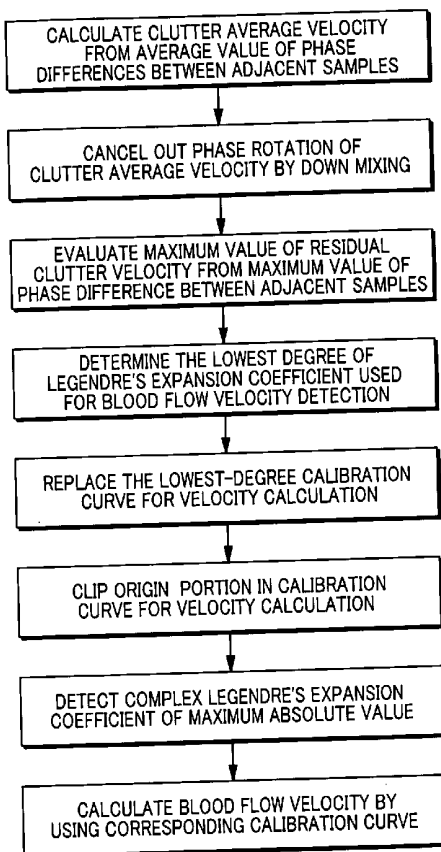 CALCULATE CLUTTER AVERAGE VELOCITY
FROM AVERAGE VALUE OF PHASE
DIFFERENCES BETWEEN ADJACENT SAMPLES
CANCEL OUT PHASE ROTATION OF
CLUTTER AVERAGE VELOCITY BY DOWN MIXING
EVALUATE MAXIMUM VALUE OF RESIDUAL
CLUTTER VELOCITY FROM MAXIMUM VALUE OF
PHASE DIFFERENCE BETWEEN ADJACENT SAMPLES
DETERMINE THE LOWEST DEGREE OF
LEGENDRE'S EXPANSION COEFFICIENT USED
FOR BLOOD FLOW VELOCITY DETECTION
REPLACE THE LOWEST-DEGREE CALIBRATION
CURVE FOR VELOCITY CALCULATION
CLIP ORIGIN PORTION IN CALIBRATION
CURVE FOR VELOCITY CALCULATION
DETECT COMPLEX LEGENDRE'S EXPANSION
COEFFICIENT OF MAXIMUM ABSOLUTE VALUE
CALCULATE BLOOD FLOW VELOCITY BY
USING CORRESPONDING CALIBRATION CURVE